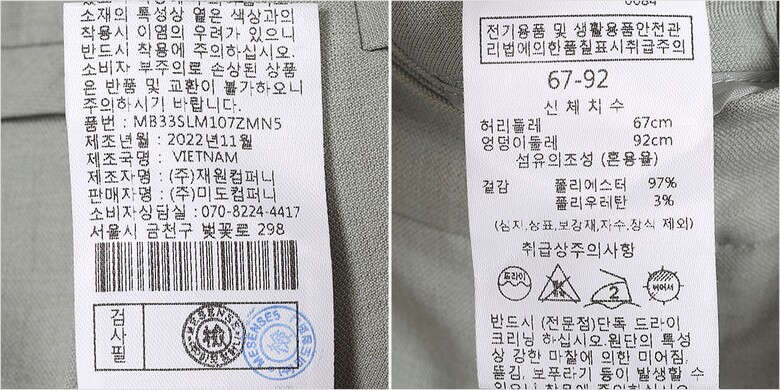 소재의 특성상 옅은 색상과의
착용시 이염의 우려가 있으니
반드시 착용에 주의하십시오.
소비자 부주의로 손상된 상품
은 반품 및 교환이 불가하오니
주의하시기 바랍니다.
품번 : MB33SLM107ZMN5
제조년월 : 2022년11월
제조국명 : VIETNAM
제조자명 : (주)재원컴퍼니
판매자명 : (주)미도컴퍼니
소비자상담실 : 070-8224-4417
서울시 금천구 벚꽃로 298
검사필
檢
檢
0084
전기용품 및 생활용품안전관
리법에의한품질표시취급주의
67-92
신체치수
허리둘레 67cm
엉덩이둘레 92cm
섬유의조성 (혼용율)
겉감 폴리에스터 97%
폴리우레탄 3%
(심지,상표,보강재,자수,장식 제외)
취급상주의사항
드라이
2
반드시 (전문점)단독 드라이
크리닝 하십시오.원단의 특성
상 강한 마찰에 의한 미어짐,
뜯김, 보푸라기 등이 발생할 수